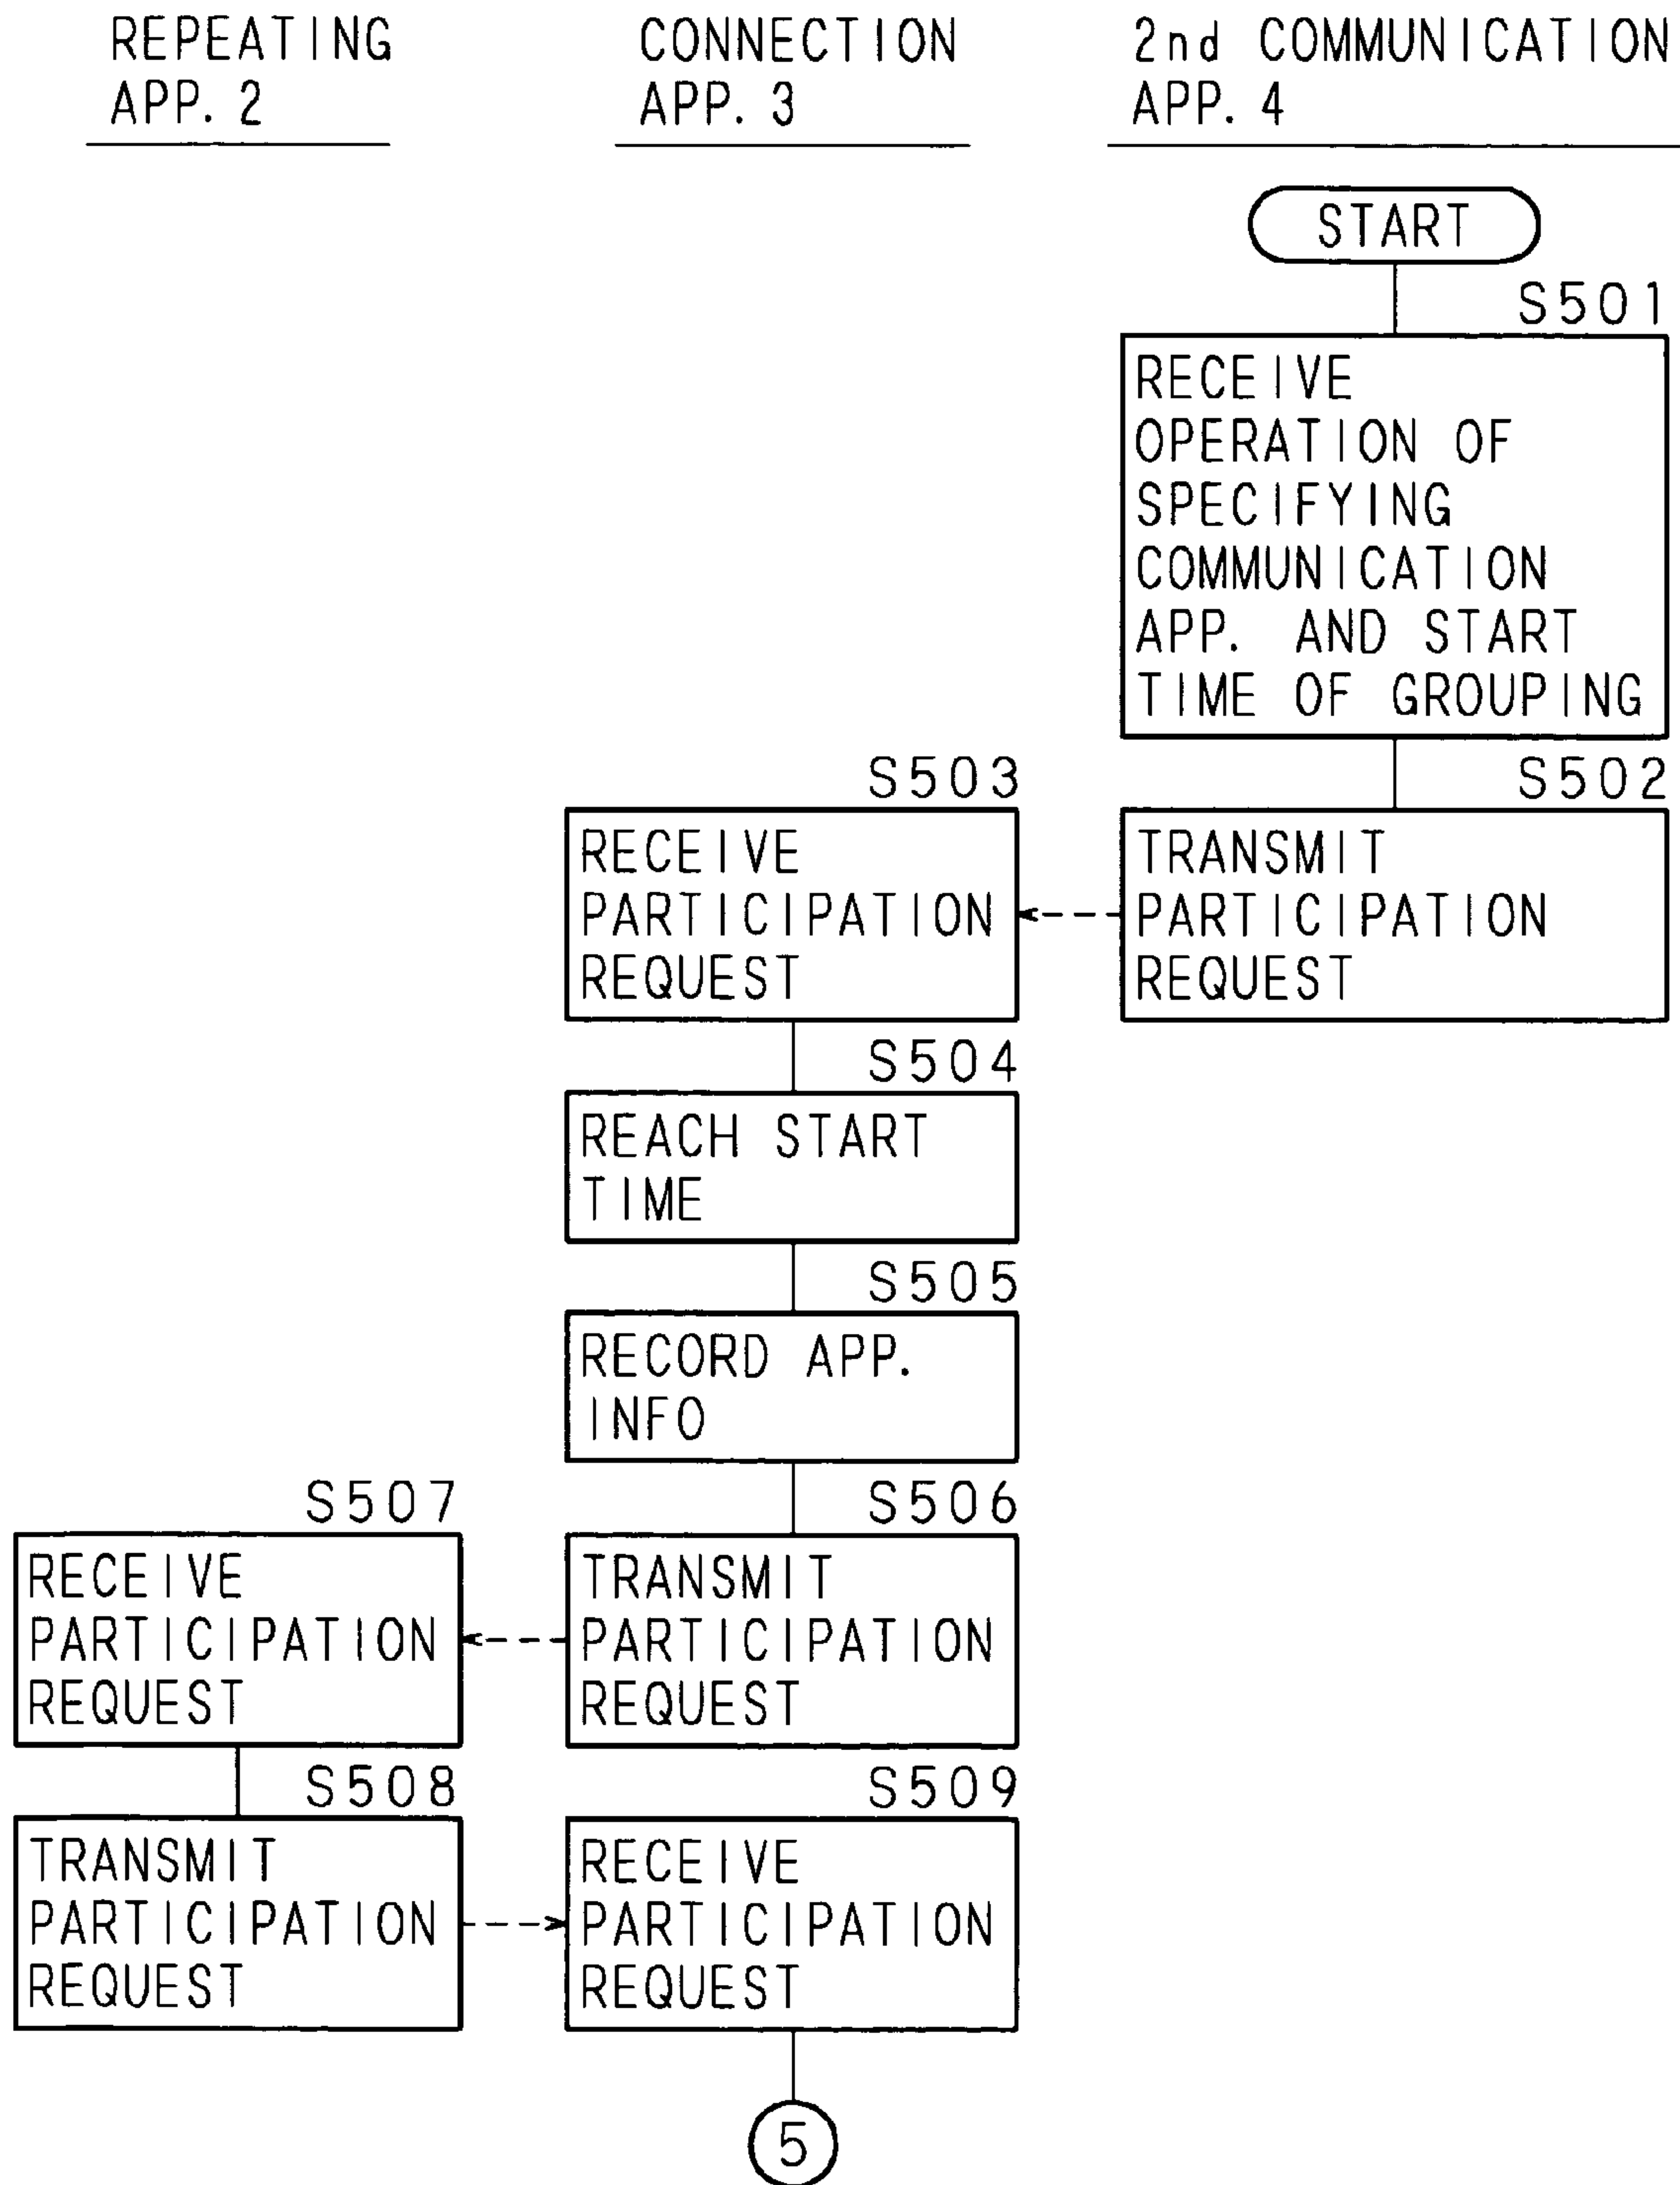 REPEATING
APP. 2
CONNECTION
APP. 3
2nd COMMUNICATION
APP. 4
START
S501
RECEIVE
OPERATION OF
SPECIFYING
COMMUNICATION
APP. AND START
TIME OF GROUPING
S503
RECEIVE
PARTICIPATION
REQUEST
S502
TRANSMIT
PARTICIPATION
REQUEST
S504
REACH START
TIME
S505
RECORD APP.
INFO
S507
RECEIVE
PARTICIPATION
REQUEST
S506
TRANSMIT
PARTICIPATION
REQUEST
S508
TRANSMIT
PARTICIPATION
REQUEST
S509
RECEIVE
PARTICIPATION
REQUEST
5